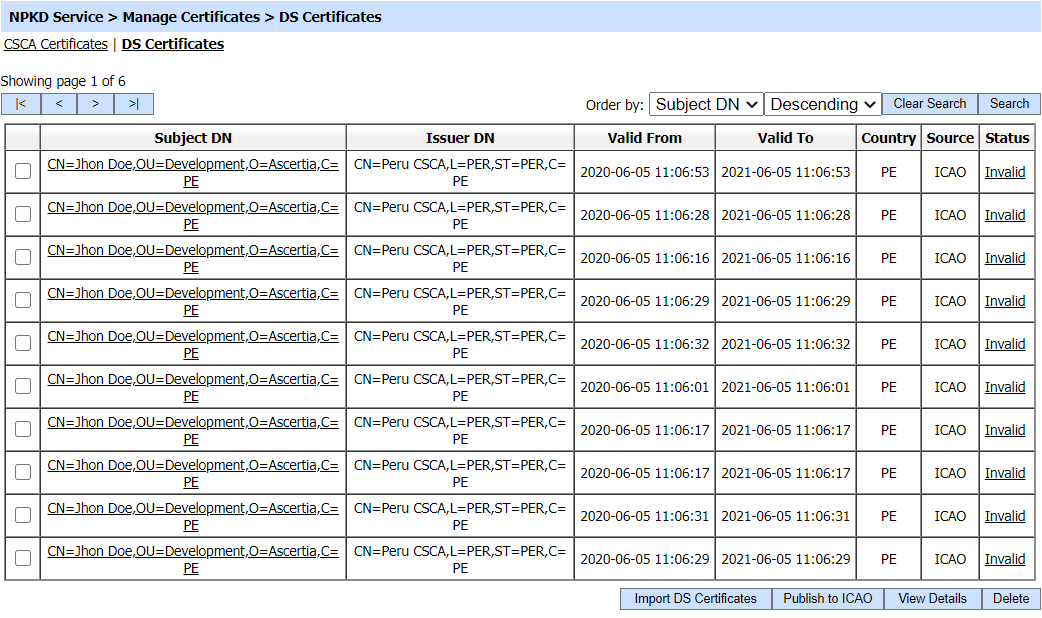 NPKD Service > Manage Certificates > DS Certificates
CSCA Certificates | DS Certificates
Showing page 1 of 6
|< < > >| Order by: Subject DN Descending Clear Search Search
Subject DN Issuer DN Valid From Valid To Country Source Status
CN=Jhon Doe,OU=Development,O=Ascertia,C= CN=Peru CSCA,L=PER,ST=PER,C=
PE PE 2020-06-05 11:06:53 2021-06-05 11:06:53 PE ICAO Invalid
CN=Jhon Doe,OU=Development,O=Ascertia,C= CN=Peru CSCA,L=PER,ST=PER,C=
PE PE 2020-06-05 11:06:28 2021-06-05 11:06:28 PE ICAO Invalid
CN=Jhon Doe,OU=Development,O=Ascertia,C= CN=Peru CSCA,L=PER,ST=PER,C=
PE PE 2020-06-05 11:06:16 2021-06-05 11:06:16 PE ICAO Invalid
CN=Jhon Doe,OU=Development,O=Ascertia,C= CN=Peru CSCA,L=PER,ST=PER,C=
PE PE 2020-06-05 11:06:29 2021-06-05 11:06:29 PE ICAO Invalid
CN=Jhon Doe,OU=Development,O=Ascertia,C= CN=Peru CSCA,L=PER,ST=PER,C=
PE PE 2020-06-05 11:06:32 2021-06-05 11:06:32 PE ICAO Invalid
CN=Jhon Doe,OU=Development,O=Ascertia,C= CN=Peru CSCA,L=PER,ST=PER,C=
PE PE 2020-06-05 11:06:01 2021-06-05 11:06:01 PE ICAO Invalid
CN=Jhon Doe,OU=Development,O=Ascertia,C= CN=Peru CSCA,L=PER,ST=PER,C=
PE PE 2020-06-05 11:06:17 2021-06-05 11:06:17 PE ICAO Invalid
CN=Jhon Doe,OU=Development,O=Ascertia,C= CN=Peru CSCA,L=PER,ST=PER,C=
PE PE 2020-06-05 11:06:17 2021-06-05 11:06:17 PE ICAO Invalid
CN=Jhon Doe,OU=Development,O=Ascertia,C= CN=Peru CSCA,L=PER,ST=PER,C=
PE PE 2020-06-05 11:06:31 2021-06-05 11:06:31 PE ICAO Invalid
CN=Jhon Doe,OU=Development,O=Ascertia,C= CN=Peru CSCA,L=PER,ST=PER,C=
PE PE 2020-06-05 11:06:29 2021-06-05 11:06:29 PE ICAO Invalid
Import DS Certificates Publish to ICAO View Details Delete